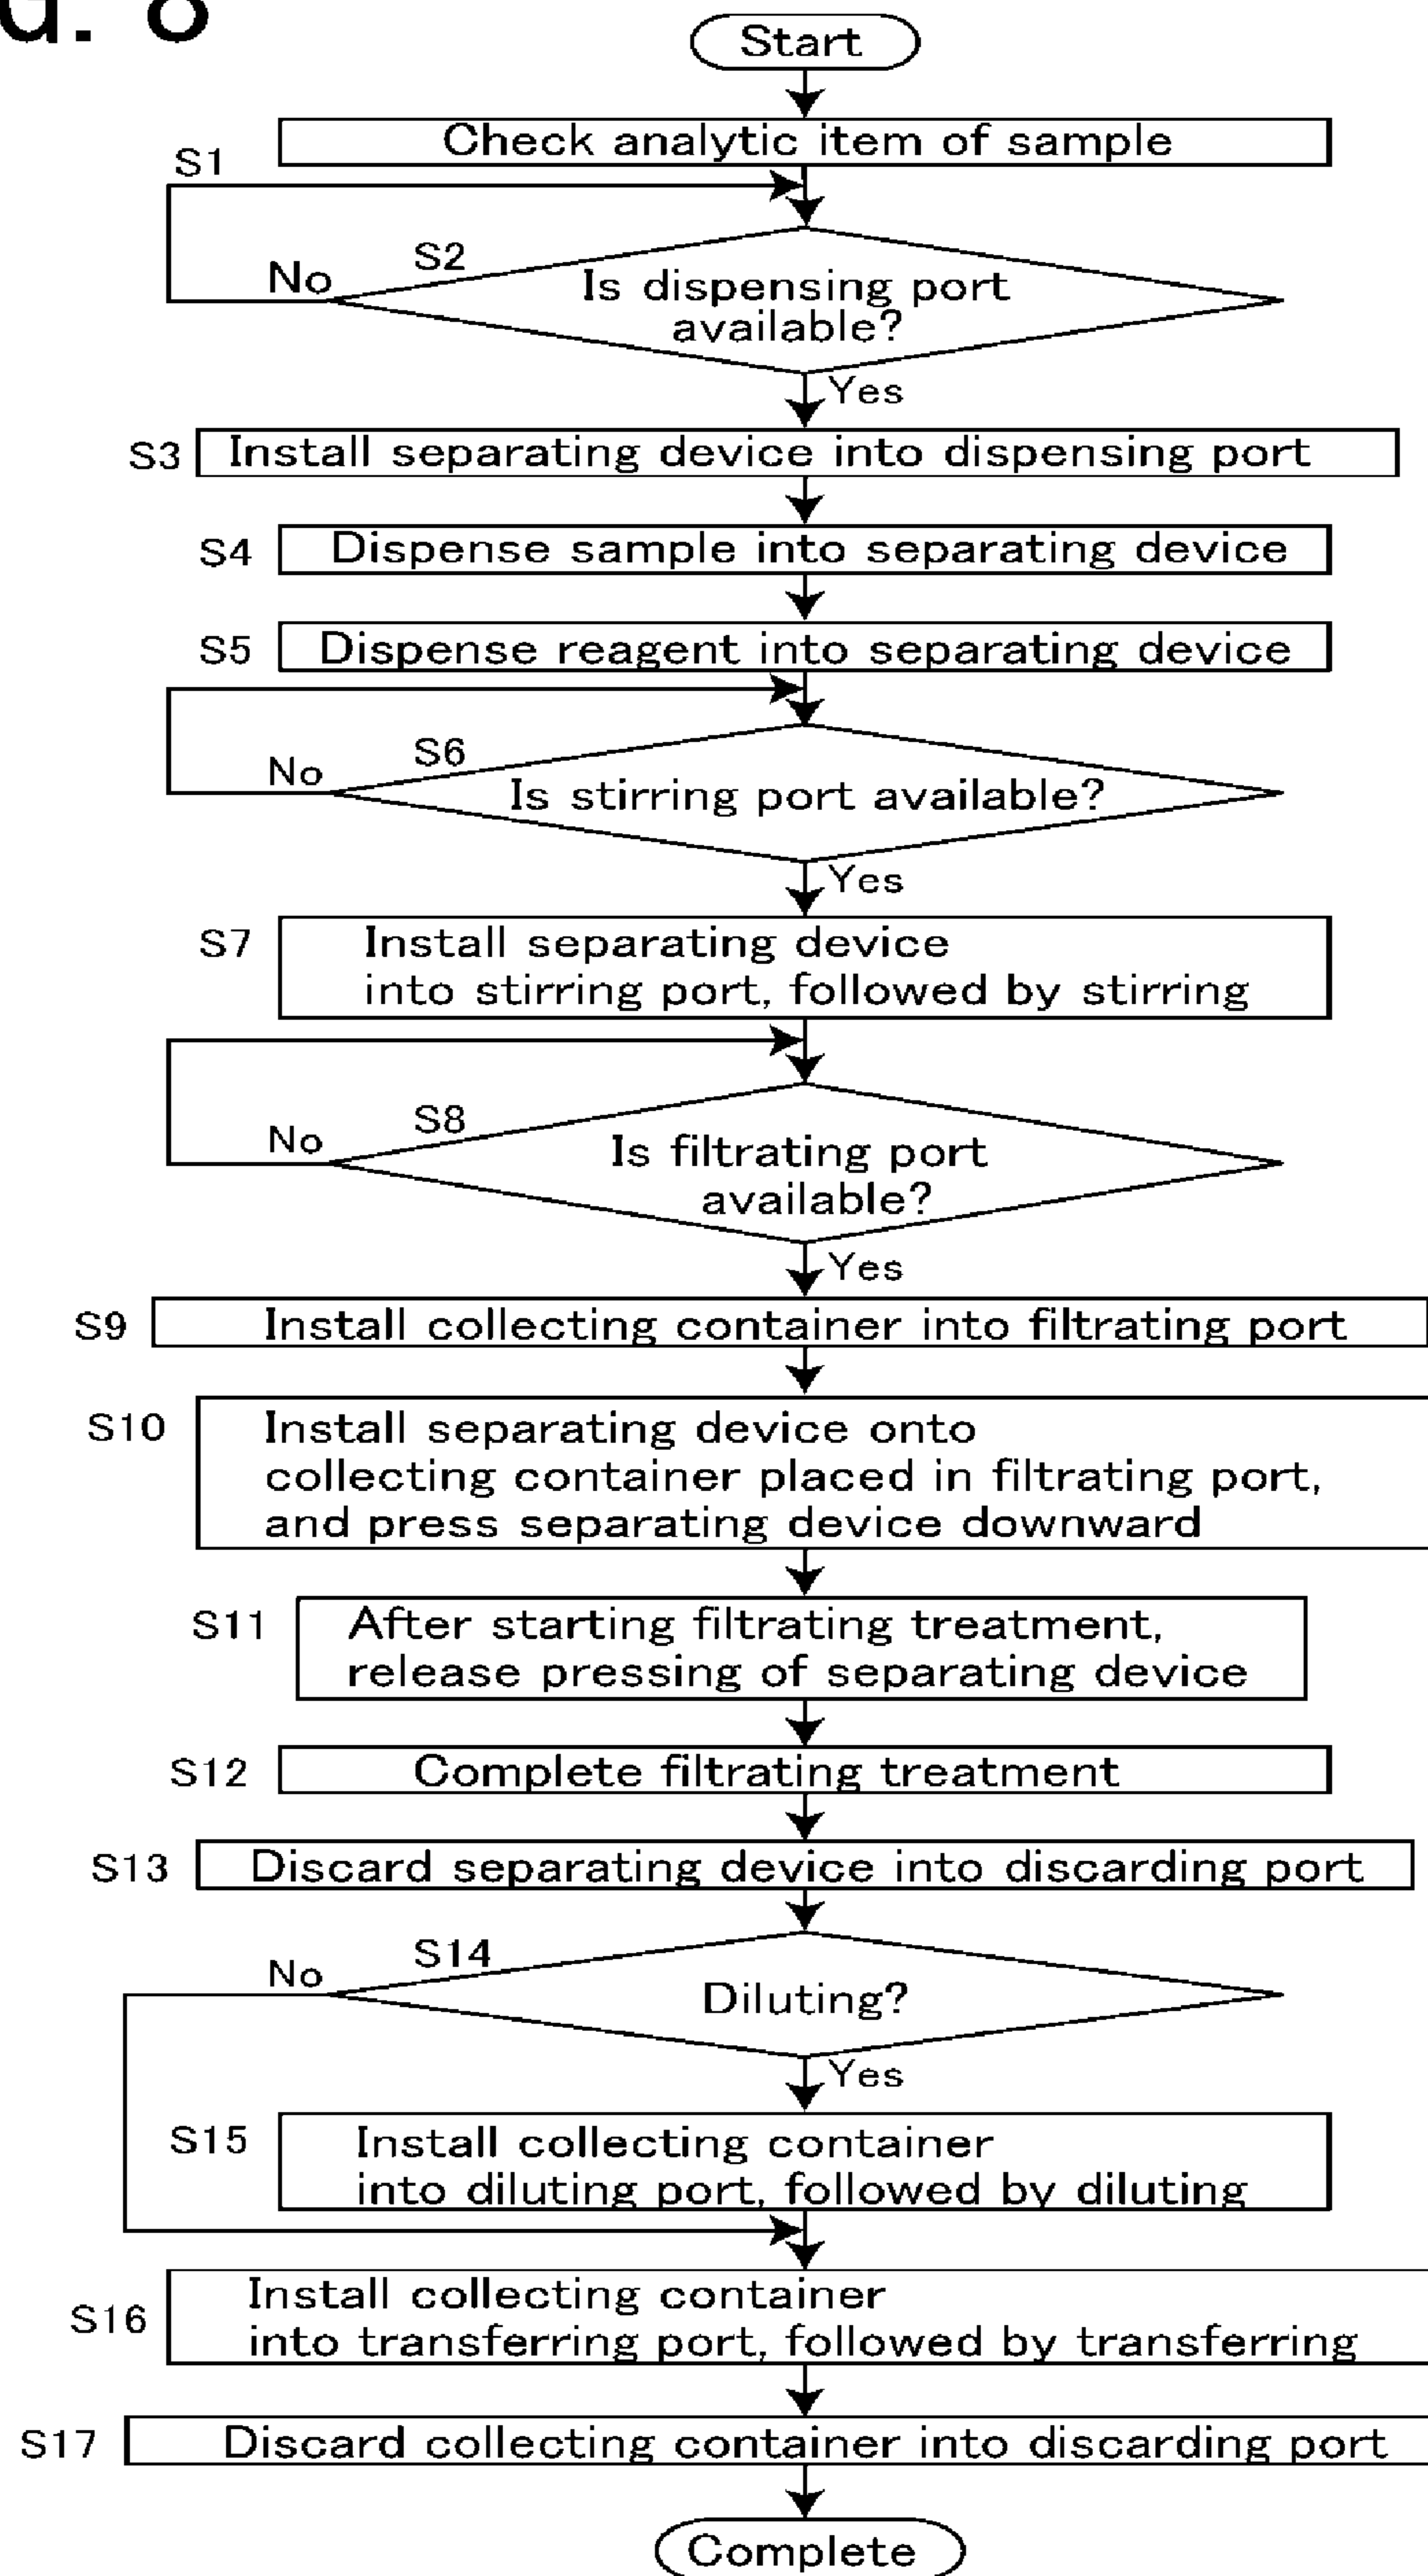 g. 8
Start
Check analytic item of sample
S1
S2
No
Is dispensing port
available?
Yes
S3 Install separating device into dispensing port
S4 Dispense sample into separating device
S5 Dispense reagent into separating device
S6
No
Is stirring port available?
Yes
S7 Install separating device
into stirring port, followed by stirring
S8
No
Is filtrating port
available?
Yes
S9 Install collecting container into filtrating port
S10 Install separating device onto
collecting container placed in filtrating port,
and press separating device downward
S11 After starting filtrating treatment,
release pressing of separating device
S12 Complete filtrating treatment
S13 Discard separating device into discarding port
S14
No
Diluting?
Yes
S15 Install collecting container
into diluting port, followed by diluting
S16 Install collecting container
into transferring port, followed by transferring
S17 Discard collecting container into discarding port
Complete